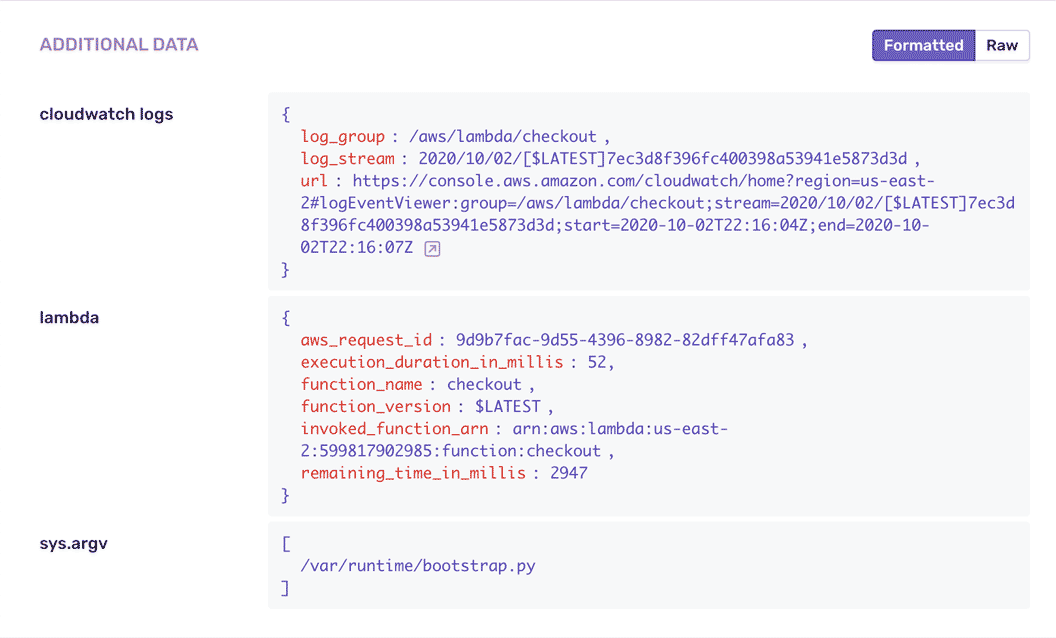 ADDITIONAL DATA
Formatted Raw
cloudwatch logs
{
log_group : /aws/lambda/checkout ,
log_stream : 2020/10/02/[$LATEST]7ec3d8f396fc400398a53941e5873d3d ,
url : https://console.aws.amazon.com/cloudwatch/home?region=us-east-
2#logEventViewer:group=/aws/lambda/checkout;stream=2020/10/02/[$LATEST]7ec3d
8f396fc400398a53941e5873d3d;start=2020-10-02T22:16:04Z;end=2020-10-
02T22:16:07Z
}
lambda
{
aws_request_id : 9d9b7fac-9d55-4396-8982-82dff47afa83 ,
execution_duration_in_millis : 52,
function_name : checkout ,
function_version : $LATEST ,
invoked_function_arn : arn:aws:lambda:us-east-
2:599817902985:function:checkout ,
remaining_time_in_millis : 2947
}
sys.argv
[
/var/runtime/bootstrap.py
]